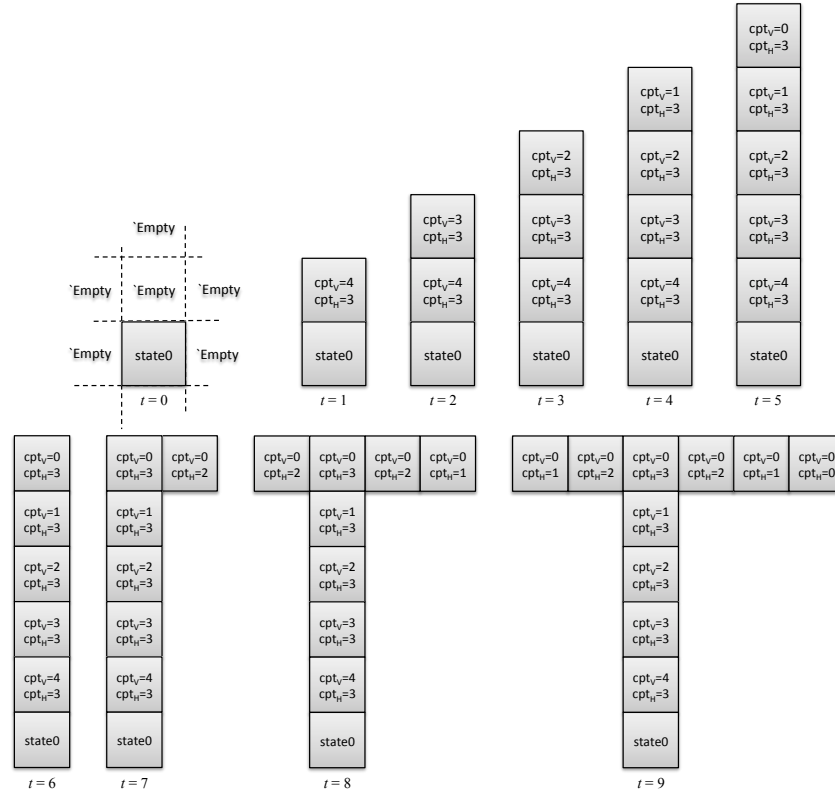 cptV=0
cptH=3
cptV=1
cptH=3
cptV=1
cptH=3
cptV=2
cptH=3
cptV=2
cptH=3
cptV=2
cptH=3
`Empty
cptV=3
cptH=3
cptV=3
cptH=3
cptV=3
cptH=3
cptV=3
cptH=3
`Empty `Empty `Empty
cptV=4
cptH=3
cptV=4
cptH=3
cptV=4
cptH=3
cptV=4
cptH=3
cptV=4
cptH=3
`Empty state0 `Empty state0 state0 state0 state0 state0
t = 0 t = 1 t = 2 t = 3 t = 4 t = 5
cptV=0 cptV=0 cptV=0 cptV=0 cptV=0 cptV=0 cptV=0 cptV=0 cptV=0 cptV=0 cptV=0 cptV=0 cptV=0
cptH=3 cptH=3 cptH=2 cptH=2 cptH=3 cptH=2 cptH=1 cptH=1 cptH=2 cptH=3 cptH=2 cptH=1 cptH=0
cptV=1 cptV=1 cptV=1 cptV=1
cptH=3 cptH=3 cptH=3 cptH=3
cptV=2 cptV=2 cptV=2 cptV=2
cptH=3 cptH=3 cptH=3 cptH=3
cptV=3 cptV=3 cptV=3 cptV=3
cptH=3 cptH=3 cptH=3 cptH=3
cptV=4 cptV=4 cptV=4 cptV=4
cptH=3 cptH=3 cptH=3 cptH=3
state0 state0 state0 state0
t = 6 t = 7 t = 8 t = 9